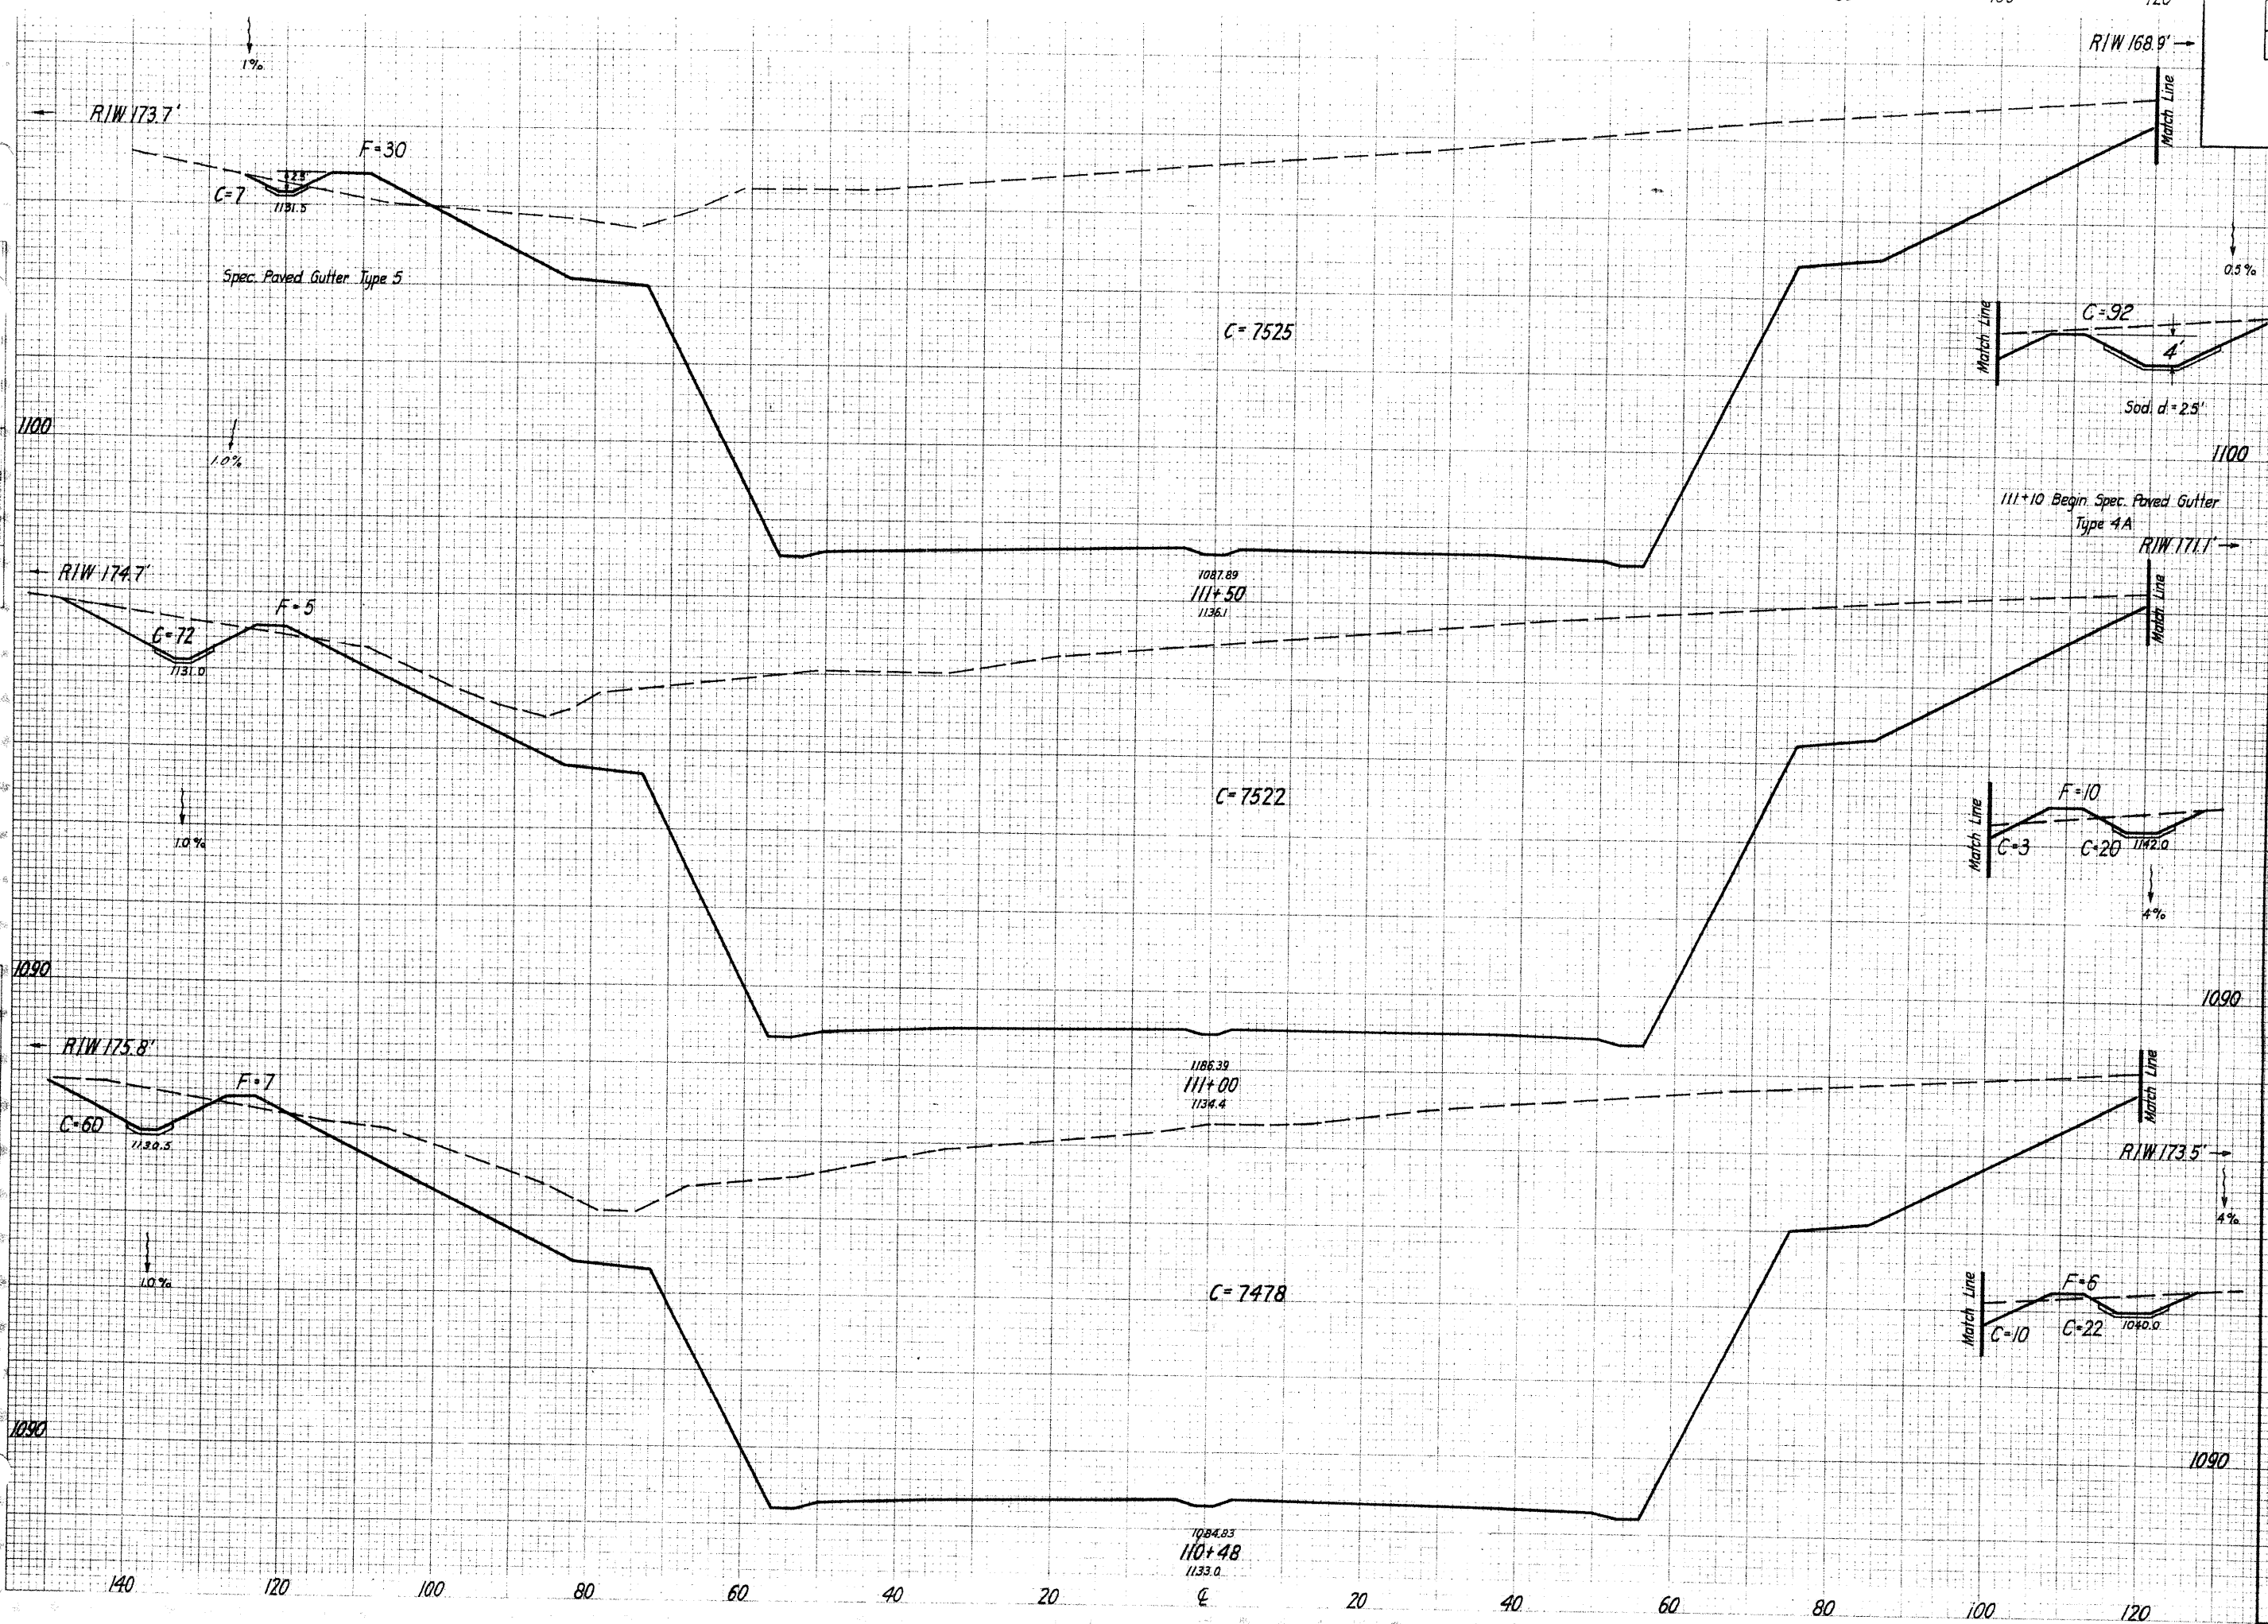 120
R/W 168.9'
1%
R/W 173.7'
Match Line
F=30
2.5'
C=7
1131.5
Spec. Paved Gutter Type 5
0.5%
C=7525
Match Line
C=92
4'
Sod d=2.5'
1100
1.0%
1100
111+10 Begin Spec. Paved Gutter
Type 4A
R/W 171.1'
R/W 174.7'
1087.89
111+50
1136.1
Match Line
F=5
C=72
1131.0
C=7522
1.0%
Match Line
F=10
C=3
C=20
1142.0
4%
1090
1090
R/W 175.8'
1186.39
111+00
1134.4
Match Line
F=7
C=60
1130.5
R/W 173.5'
4%
1.0%
C=7478
Match Line
F=6
C=10
C=22
1040.0
1090
1090
1084.83
110+48
1133.0
140 120 100 80 60 40 20 ℄ 20 40 60 80 100 120